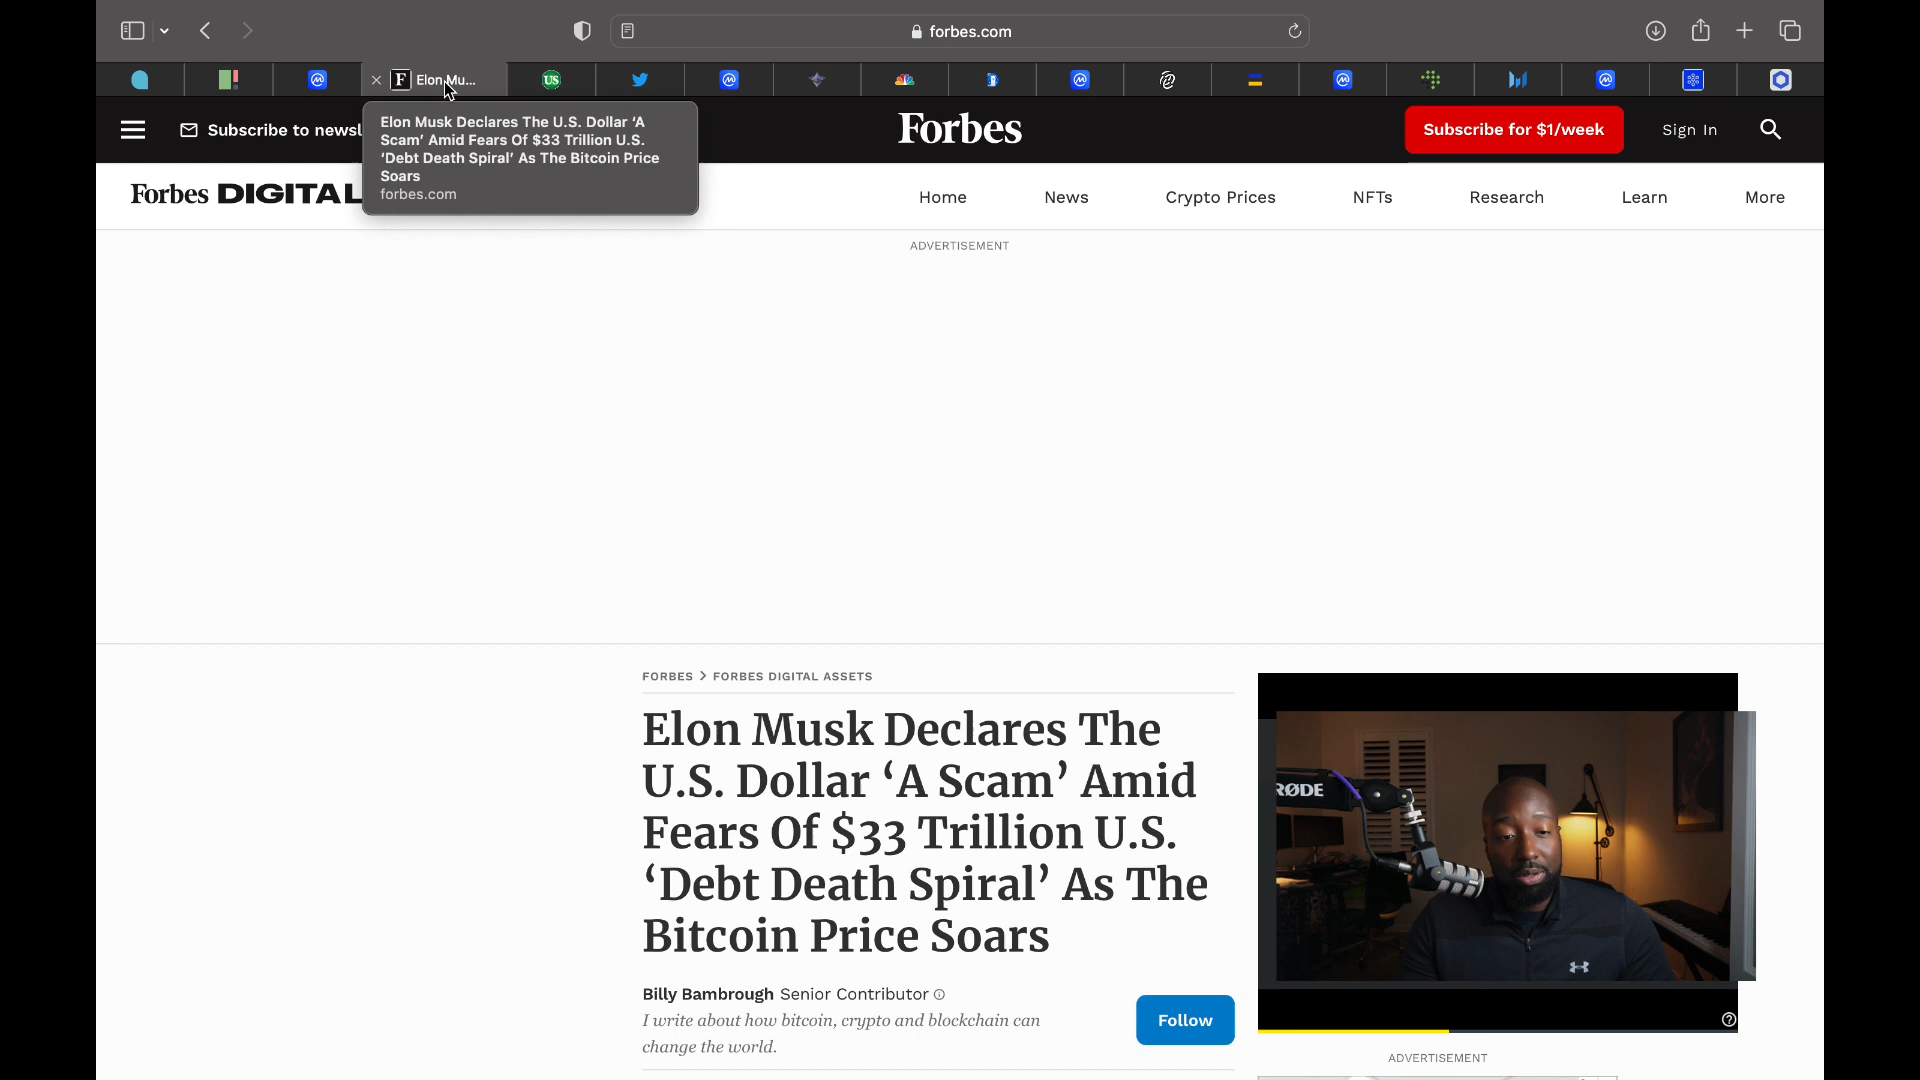 forbes.com
F Elon Mu...
US
Subscribe to newsl
Elon Musk Declares The U.S. Dollar ‘A
Scam’ Amid Fears Of $33 Trillion U.S.
‘Debt Death Spiral’ As The Bitcoin Price
Soars
forbes.com
Forbes
Subscribe for $1/week
Sign In
Forbes DIGITAL
Home
News
Crypto Prices
NFTs
Research
Learn
More
ADVERTISEMENT
FORBES > FORBES DIGITAL ASSETS
Elon Musk Declares The
U.S. Dollar ‘A Scam’ Amid
Fears Of $33 Trillion U.S.
‘Debt Death Spiral’ As The
Bitcoin Price Soars
RØDE
Billy Bambrough Senior Contributor
I write about how bitcoin, crypto and blockchain can
change the world.
Follow
ADVERTISEMENT